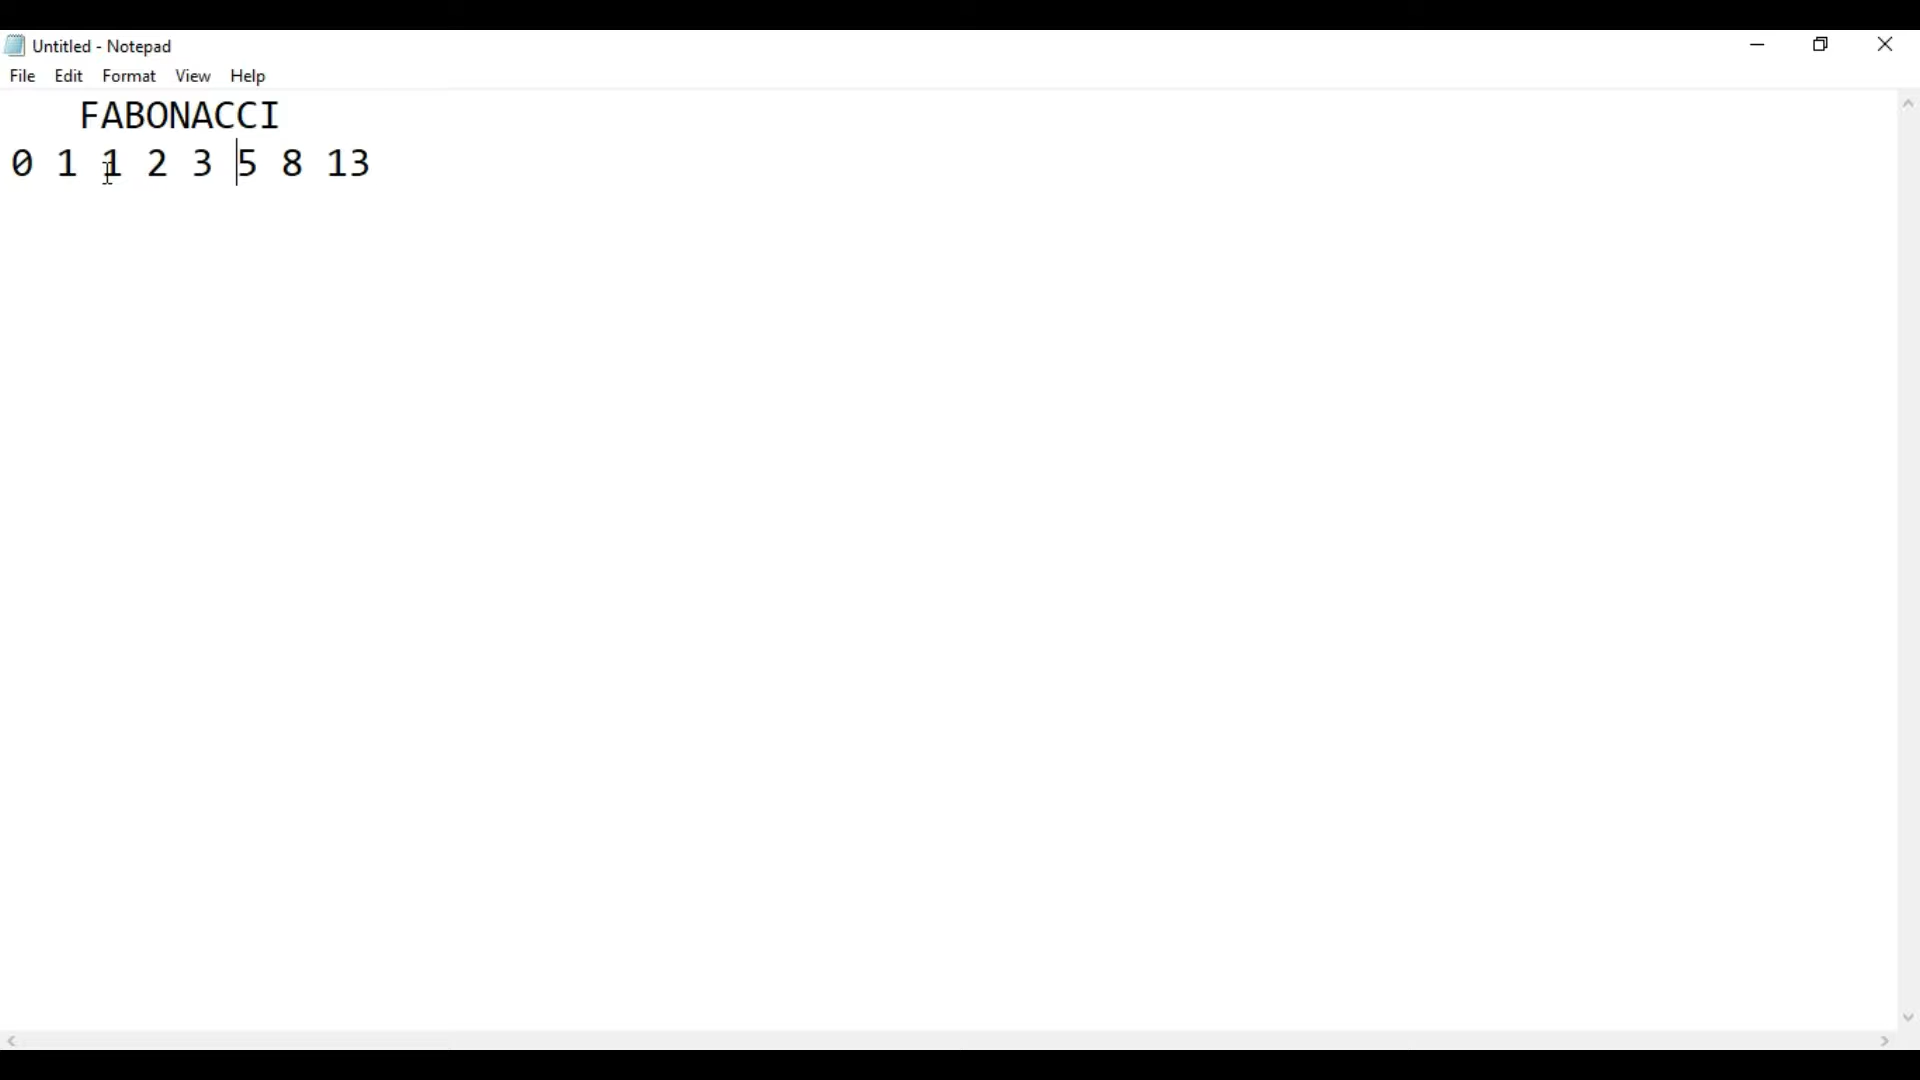 Untitled - Notepad
File Edit Format View Help
FABONACCI
0 1 1 2 3 5 8 13